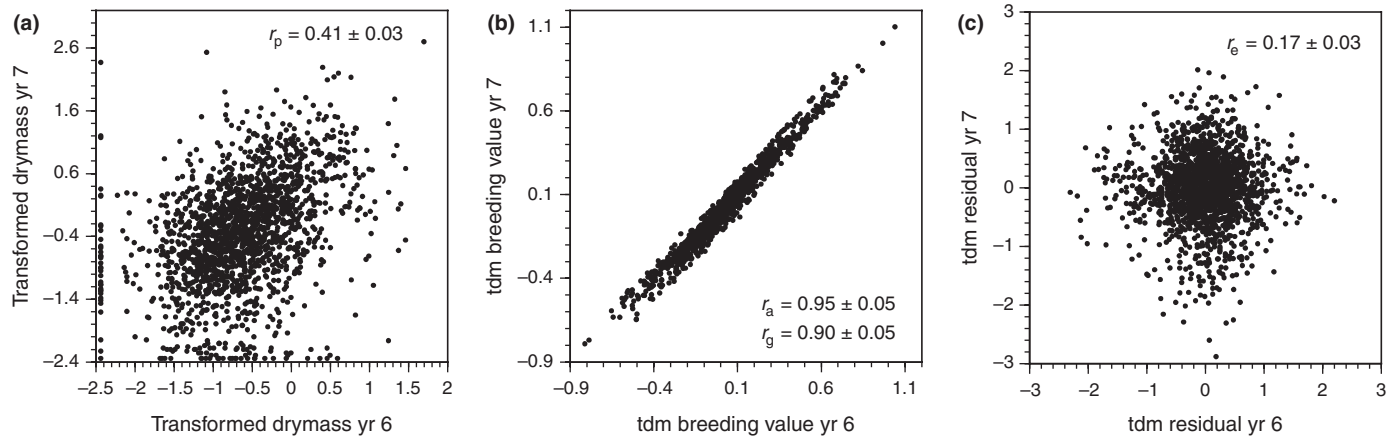 (a)
r_p = 0.41 ± 0.03
Transformed drymass yr 7
2.6
1.6
0.6
−0.4
−1.4
−2.4
−2.5 −2 −1.5 −1 −0.5 0 0.5 1 1.5 2
Transformed drymass yr 6
(b)
tdm breeding value yr 7
1.1
0.6
0.1
−0.4
−0.9
r_a = 0.95 ± 0.05
r_g = 0.90 ± 0.05
−0.9 −0.4 0.1 0.6 1.1
tdm breeding value yr 6
(c)
r_e = 0.17 ± 0.03
tdm residual yr 7
3
2
1
0
−1
−2
−3
−3 −2 −1 0 1 2 3
tdm residual yr 6